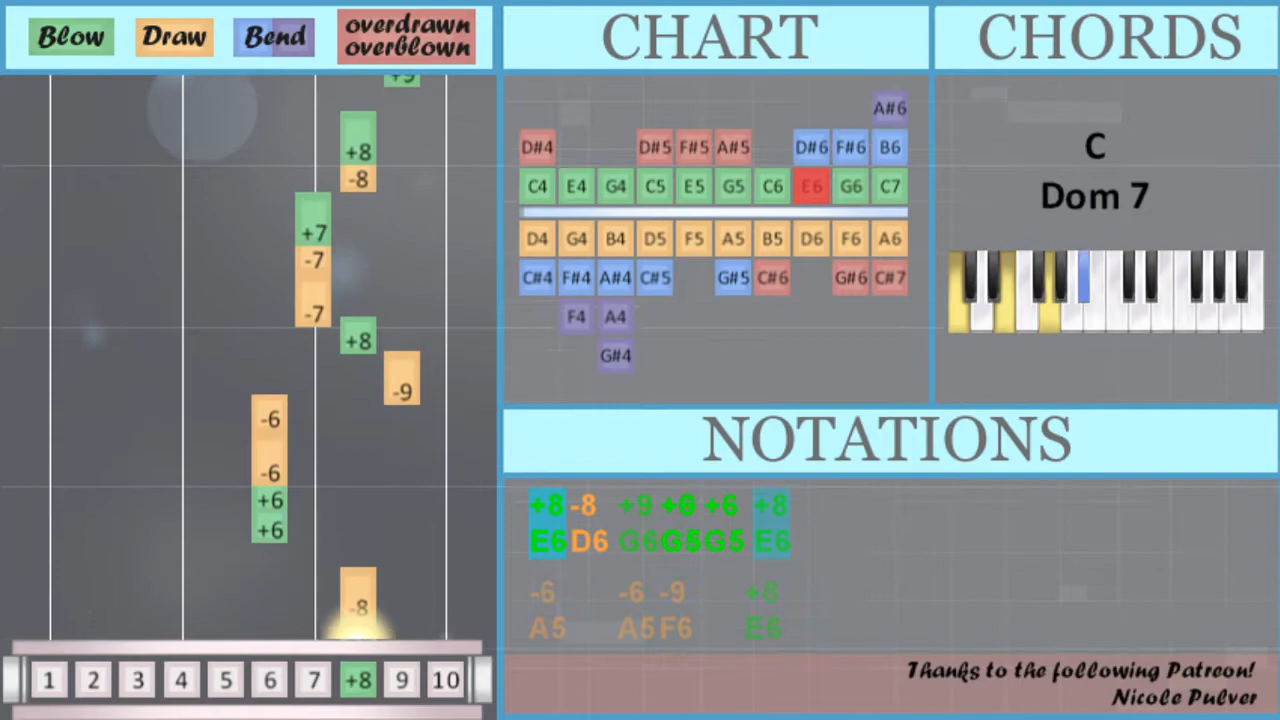 Blow Draw Bend overdrawn
overblown
CHART
CHORDS
+9
+8
-8
+7
-7
-7
+8
-9
-6
-6
+6
+6
-8
1 2 3 4 5 6 7 +8 9 10
A#6
D#4 D#5 F#5 A#5 D#6 F#6 B6
C4 E4 G4 C5 E5 G5 C6 E6 G6 C7
D4 G4 B4 D5 F5 A5 B5 D6 F6 A6
C#4 F#4 A#4 C#5 G#5 C#6 G#6 C#7
F4 A4
G#4
C
Dom 7
NOTATIONS
+8 -8 +9 +6 +6 +8
E6 D6 G6 G5 G5 E6
-6 -6 -9 +8
A5 A5 F6 E6
Thanks to the following Patreon!
Nicole Pulver